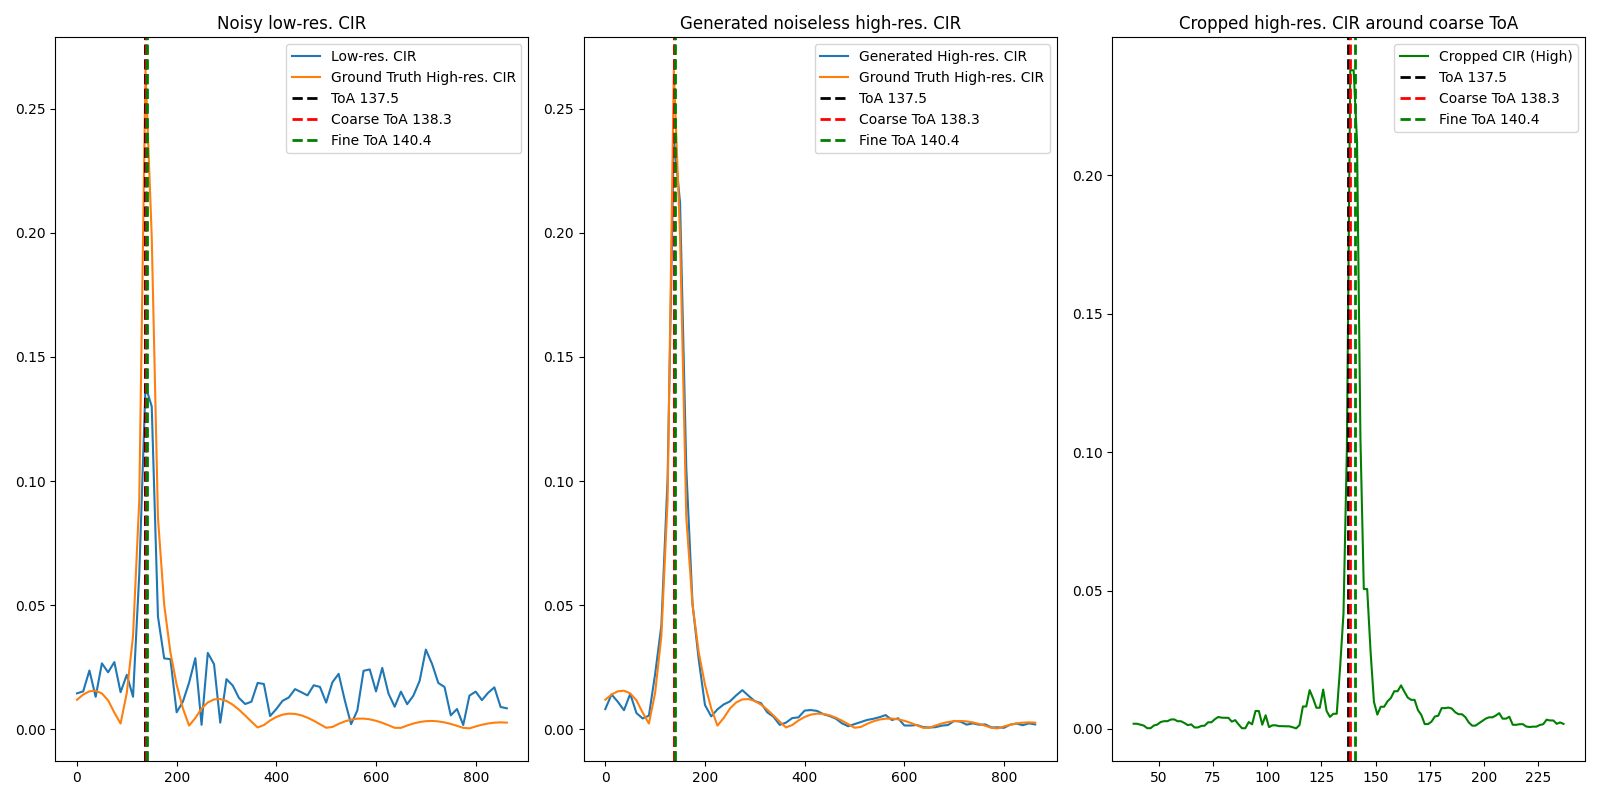 Noisy low-res. CIR
Low-res. CIR
Ground Truth High-res. CIR
ToA 137.5
Coarse ToA 138.3
Fine ToA 140.4
0.25
0.20
0.15
0.10
0.05
0.00
0 200 400 600 800
Generated noiseless high-res. CIR
Generated High-res. CIR
Ground Truth High-res. CIR
ToA 137.5
Coarse ToA 138.3
Fine ToA 140.4
0.25
0.20
0.15
0.10
0.05
0.00
0 200 400 600 800
Cropped high-res. CIR around coarse ToA
Cropped CIR (High)
ToA 137.5
Coarse ToA 138.3
Fine ToA 140.4
0.20
0.15
0.10
0.05
0.00
50 75 100 125 150 175 200 225